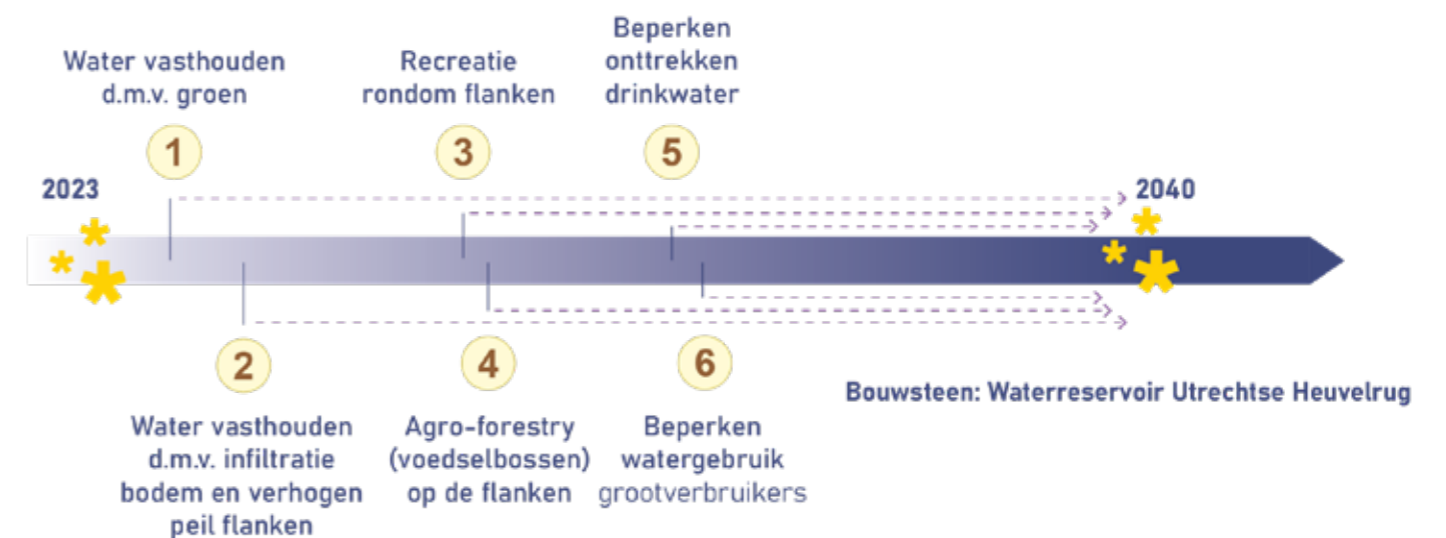 Water vasthouden
d.m.v. groen
Recreatie
rondom flanken
Beperken
onttrekken
drinkwater
1
3
5
2023
2040
2
4
6
Bouwsteen: Waterreservoir Utrechtse Heuvelrug
Water vasthouden
d.m.v. infiltratie
bodem en verhogen
peil flanken
Agro-forestry
(voedselbossen)
op de flanken
Beperken
watergebruik
grootverbruikers